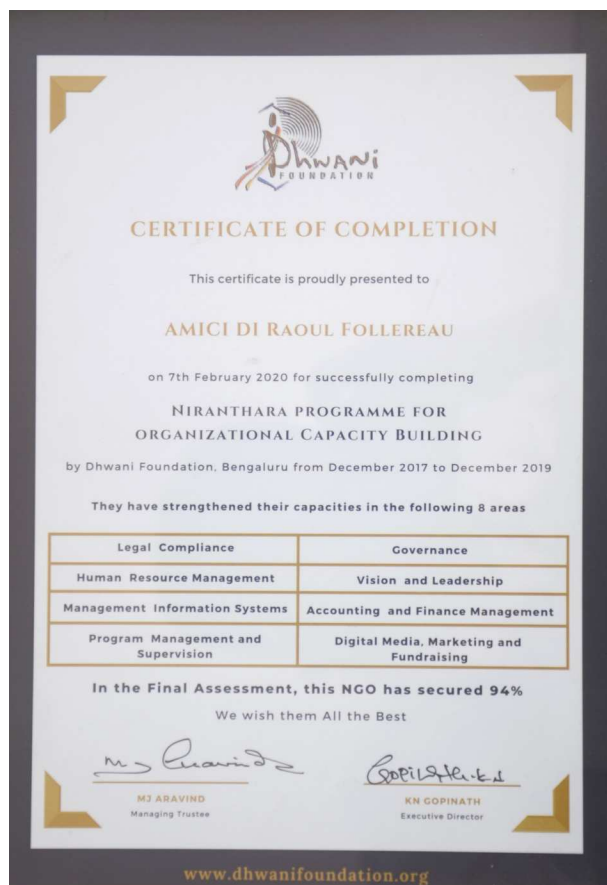 Dhwani
FOUNDATION
CERTIFICATE OF COMPLETION
This certificate is proudly presented to
AMICI DI RAOUL FOLLEREAU
on 7th February 2020 for successfully completing
NIRANTHARA PROGRAMME FOR
ORGANIZATIONAL CAPACITY BUILDING
by Dhwani Foundation, Bengaluru from December 2017 to December 2019
They have strengthened their capacities in the following 8 areas
Legal Compliance
Governance
Human Resource Management
Vision and Leadership
Management Information Systems
Accounting and Finance Management
Program Management and
Supervision
Digital Media, Marketing and
Fundraising
In the Final Assessment, this NGO has secured 94%
We wish them All the Best
MJ Aravind
Gopinath.K.N
MJ ARAVIND
Managing Trustee
KN GOPINATH
Executive Director
www.dhwanifoundation.org